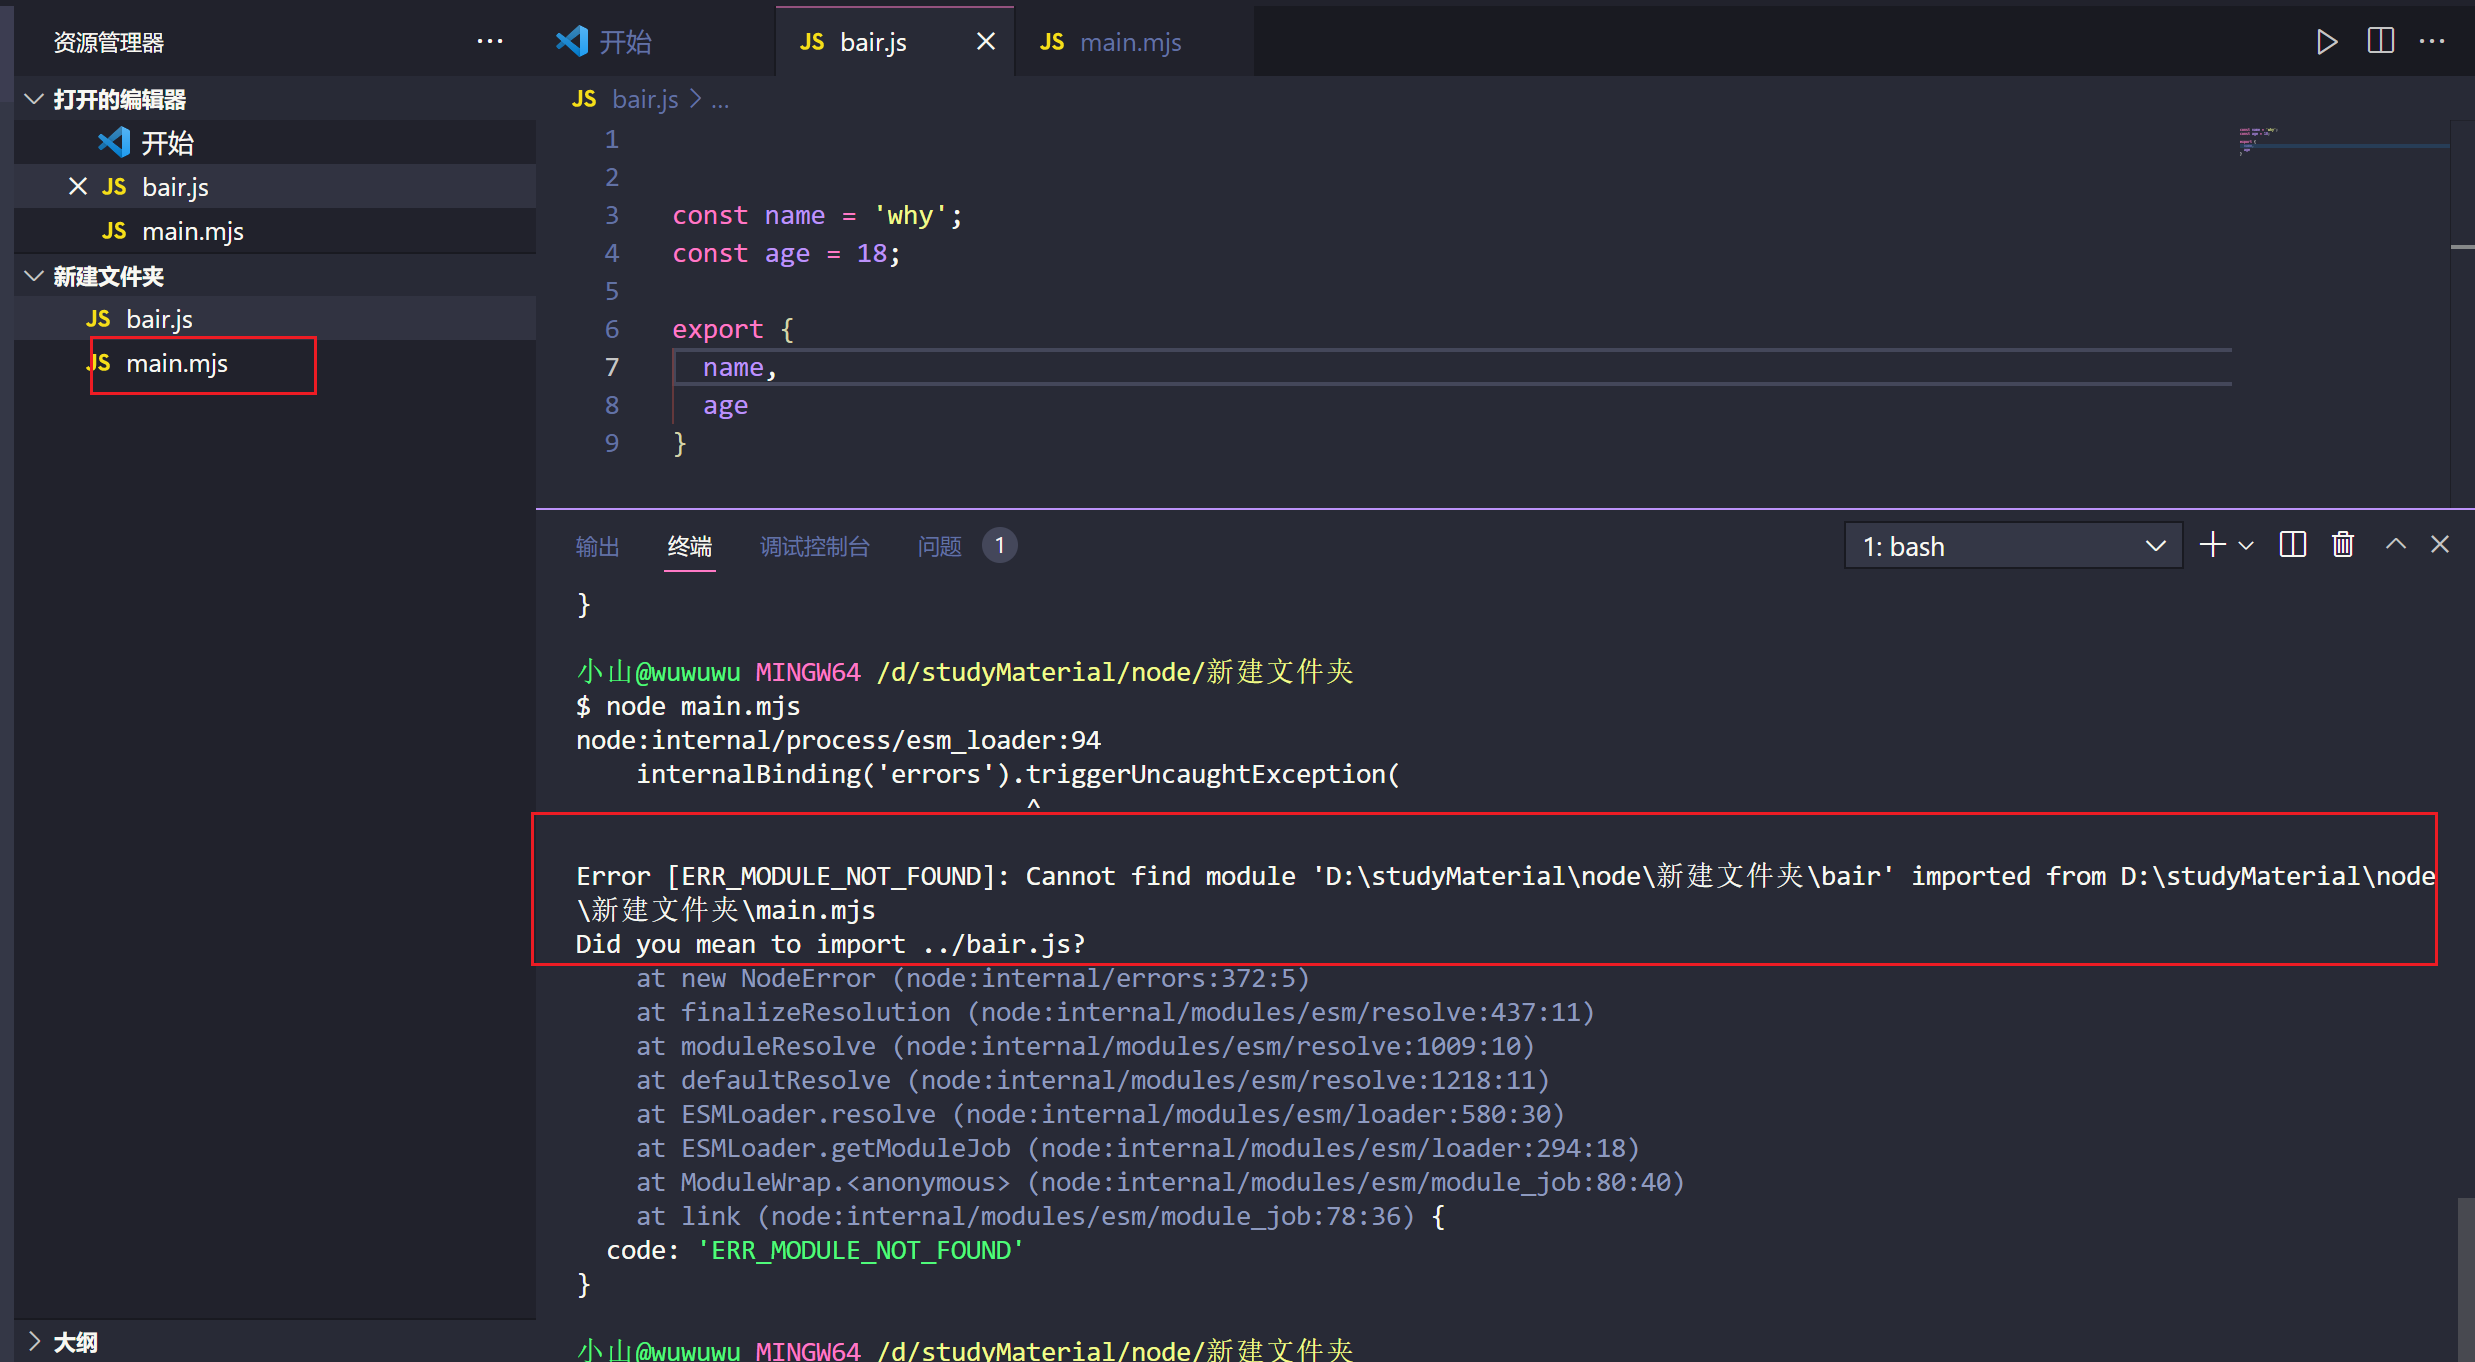 资源管理器 ...
开始 JS bair.js JS main.mjs
打开的编辑器
开始
JS bair.js
JS main.mjs
新建文件夹
JS bair.js
JS main.mjs
大纲
JS bair.js > ...
1
2
3 const name = 'why';
4 const age = 18;
5
6 export {
7 name,
8 age
9 }
输出 终端 调试控制台 问题 1 1: bash
}
小山@wuwuwu MINGW64 /d/studyMaterial/node/新建文件夹
$ node main.mjs
node:internal/process/esm_loader:94
internalBinding('errors').triggerUncaughtException(
^
Error [ERR_MODULE_NOT_FOUND]: Cannot find module 'D:\studyMaterial\node\新建文件夹\bair' imported from D:\studyMaterial\node
\新建文件夹\main.mjs
Did you mean to import ../bair.js?
at new NodeError (node:internal/errors:372:5)
at finalizeResolution (node:internal/modules/esm/resolve:437:11)
at moduleResolve (node:internal/modules/esm/resolve:1009:10)
at defaultResolve (node:internal/modules/esm/resolve:1218:11)
at ESMLoader.resolve (node:internal/modules/esm/loader:580:30)
at ESMLoader.getModuleJob (node:internal/modules/esm/loader:294:18)
at ModuleWrap.<anonymous> (node:internal/modules/esm/module_job:80:40)
at link (node:internal/modules/esm/module_job:78:36) {
code: 'ERR_MODULE_NOT_FOUND'
}
小山@wuwuwu MINGW64 /d/studyMaterial/node/新建文件夹